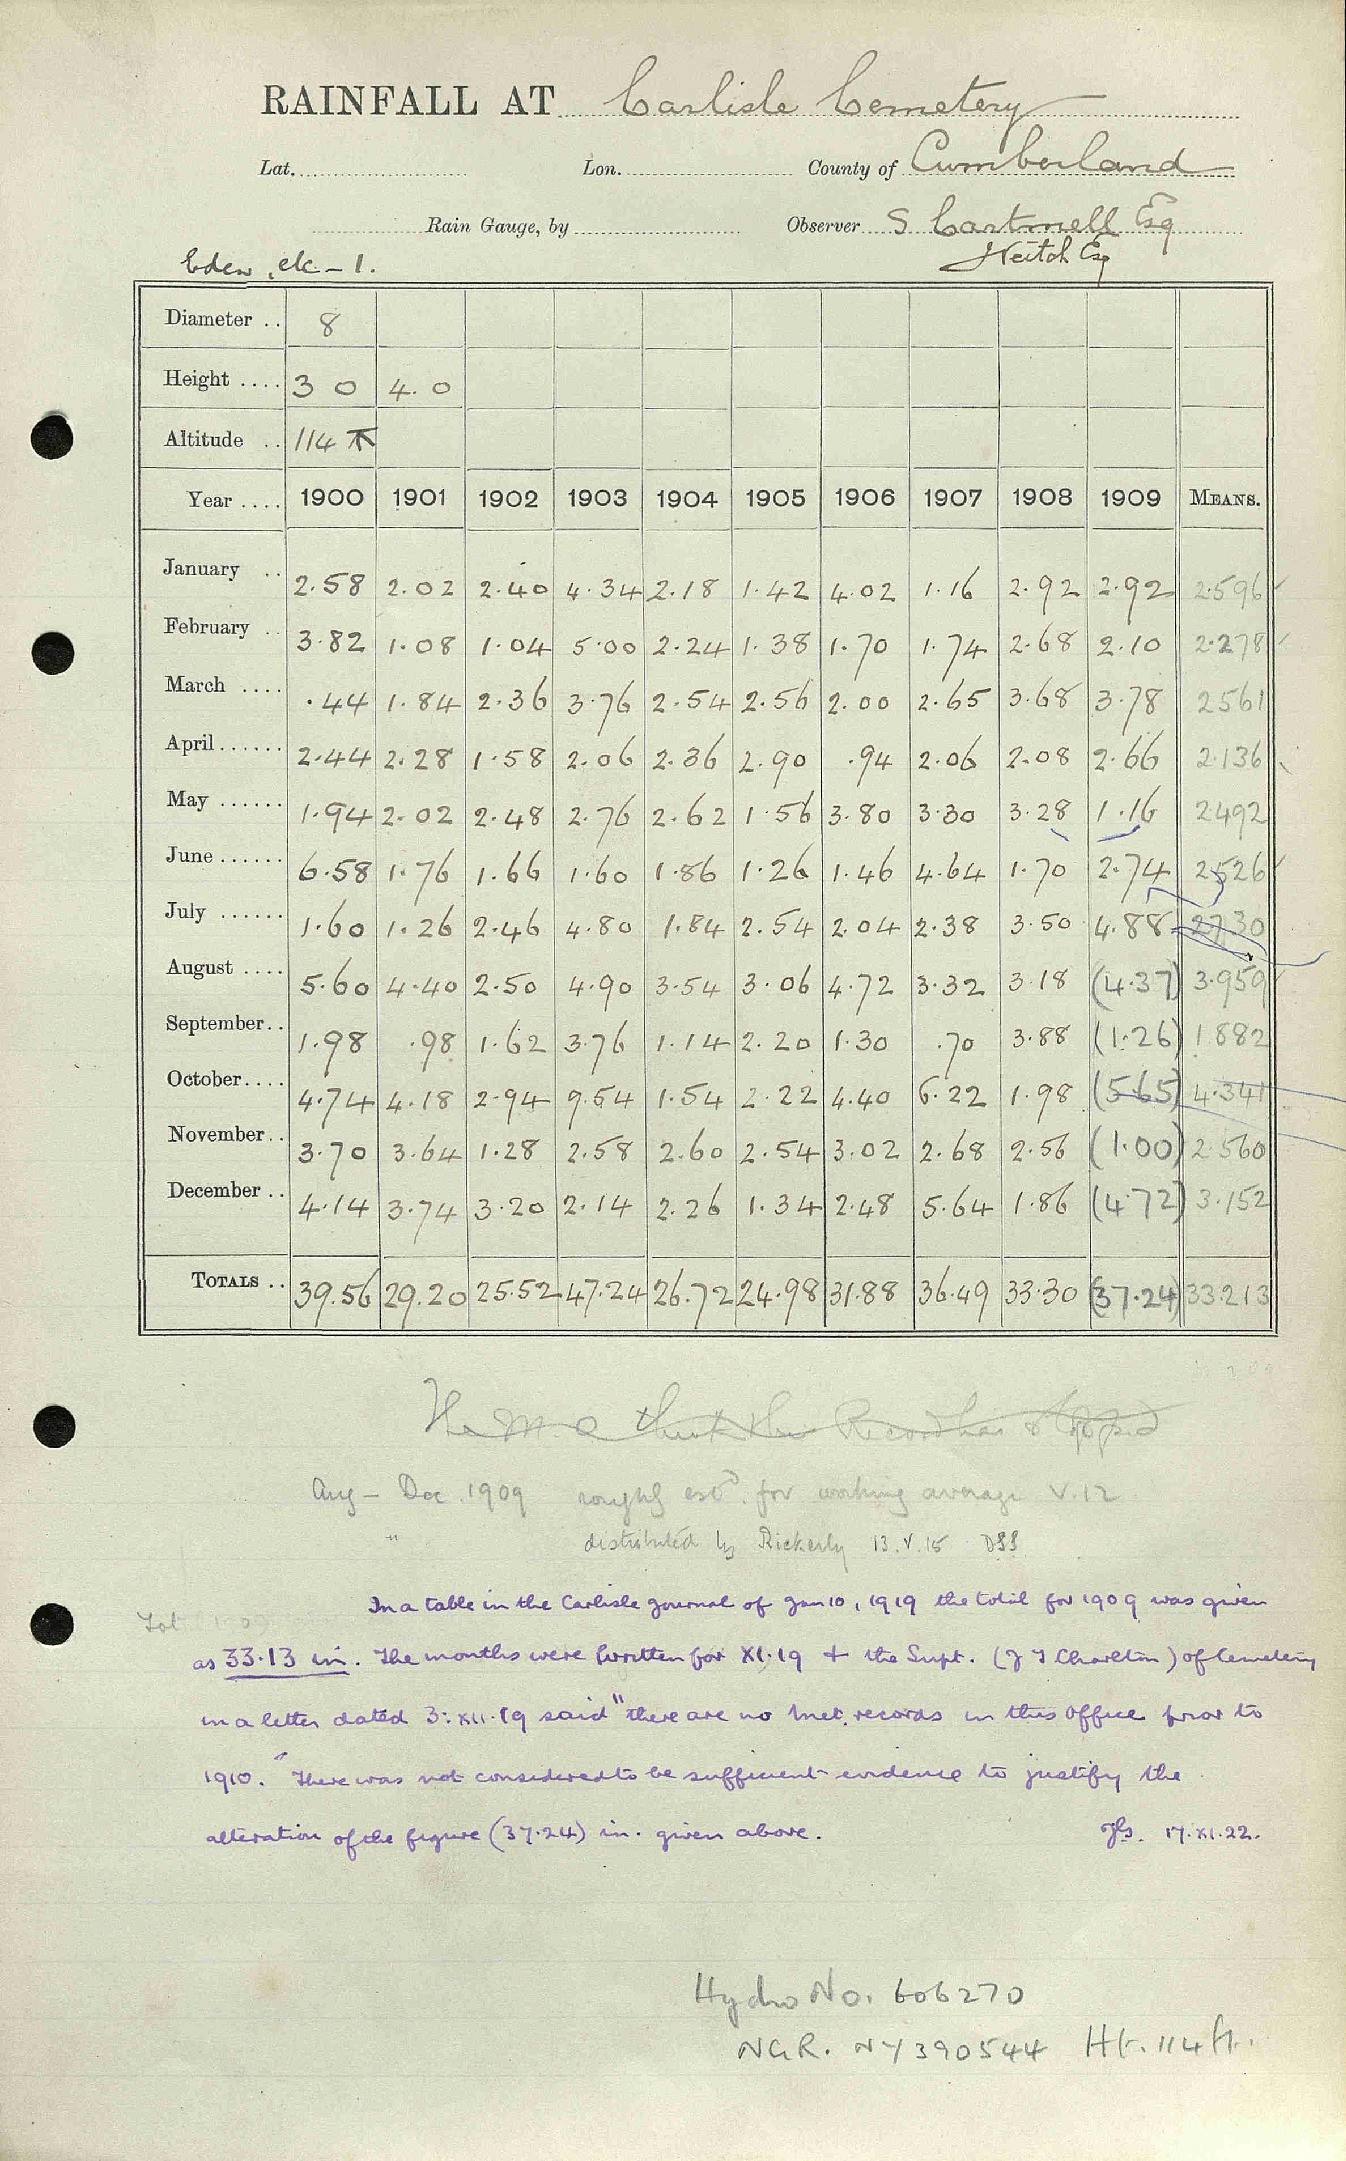 RAINFALL AT Carlisle Cemetery
Lat. Lon. County of Cumberland
Rain Gauge, by Observer S Cartmell Esq
Eden, etc – 1. Heitch Esq
Diameter .. 8
Height .... 3 0 4. 0
Altitude .. 114
Year .... 1900 1901 1902 1903 1904 1905 1906 1907 1908 1909 MEANS.
January .. 2.58 2.02 2.40 4.34 2.18 1.42 4.02 1.16 2.92 2.92 2.596
February .. 3.82 1.08 1.04 5.00 2.24 1.38 1.70 1.74 2.68 2.10 2.278
March .... .44 1.84 2.36 3.76 2.54 2.56 2.00 2.65 3.68 3.78 2561
April ...... 2.44 2.28 1.58 2.06 2.36 2.90 .94 2.06 2.08 2.66 2.136
May ...... 1.94 2.02 2.48 2.76 2.62 1.56 3.80 3.30 3.28 1.16 2492
June ...... 6.58 1.76 1.66 1.60 1.86 1.26 1.46 4.64 1.70 2.74 2526
July ...... 1.60 1.26 2.46 4.80 1.84 2.54 2.04 2.38 3.50 4.88 2730
August .... 5.60 4.40 2.50 4.90 3.54 3.06 4.72 3.32 3.18 (4.37) 3.959
September .. 1.98 .98 1.62 3.76 1.14 2.20 1.30 .70 3.88 (1.26) 1.882
October .... 4.74 4.18 2.94 9.54 1.54 2.22 4.40 6.22 1.98 (5.65) 4.341
November .. 3.70 3.64 1.28 2.58 2.60 2.54 3.02 2.68 2.56 (1.00) 2.560
December .. 4.14 3.74 3.20 2.14 2.26 1.34 2.48 5.64 1.86 (4.72) 3.152
TOTALS .. 39.56 29.20 25.52 47.24 26.72 24.98 31.88 36.49 33.30 (37.24) 33.213
The M.O think this Record has stopped
Aug – Dec. 1909 roughly estd. for working average V.12
" distributed by Rickerby 13.V.15 DSS
In a table in the Carlisle Journal of Jan 10, 1919 the total for 1909 was given
as 33.13 in. The months were written for XI.19 + the Supt. (J T Charlton) of Cemetery
in a letter dated 3.XII.19 said "there are no met. records in this Office prior to
1910." There was not considered to be sufficient evidence to justify the
alteration of the figure (37.24) in. given above. 17.XI.22.
Hydro No. 606270
NGR. NY 390544 Ht. 114 ft.